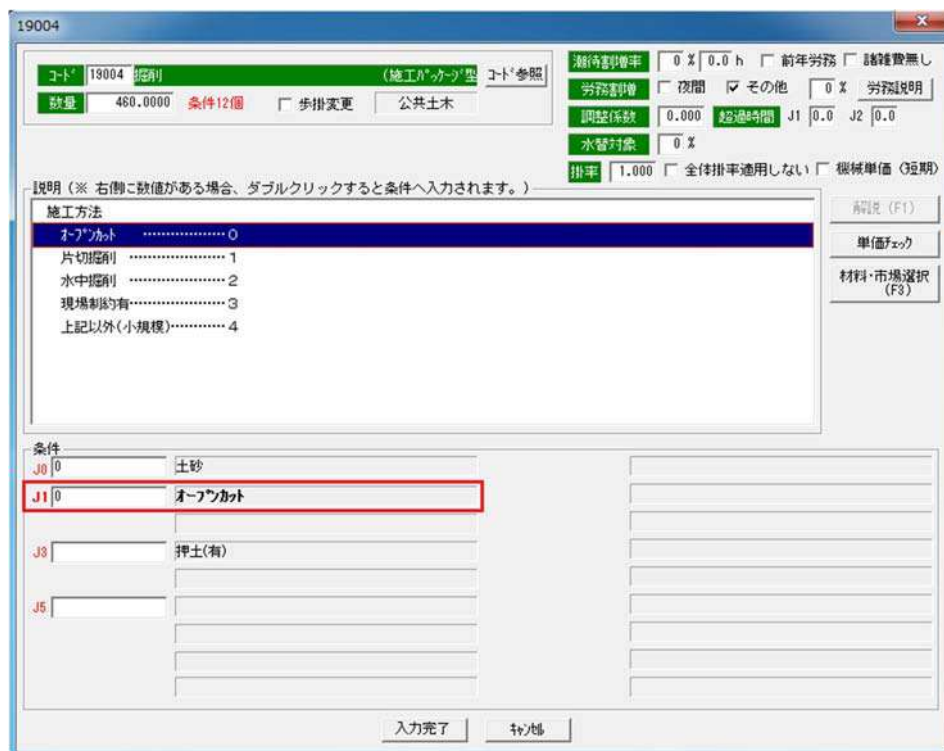 19004
ｺｰﾄﾞ 19004 掘削 (施工ﾊﾟｯｹｰｼﾞ型 ｺｰﾄﾞ参照
数量 460.0000 条件12個 歩掛変更 公共土木
潮待割増率 0 % 0.0 h 前年労務 諸雑費無し
労務割増 夜間 その他 0 % 労務説明
調整係数 0.000 超過時間 J1 0.0 J2 0.0
水替対象 0 %
掛率 1.000 全体掛率適用しない 機械単価（短期）
説明（※ 右側に数値がある場合、ダブルクリックすると条件へ入力されます。）
施工方法
ｵｰﾌﾟﾝｶｯﾄ ………………0
片切掘削 …………………1
水中掘削 …………………2
現場制約有………………3
上記以外(小規模)…………4
解説 (F1)
単価ﾁｪｯｸ
材料･市場選択
(F3)
条件
J0 0 土砂
J1 0 ｵｰﾌﾟﾝｶｯﾄ
J3 押土(有)
J5
入力完了 ｷｬﾝｾﾙ